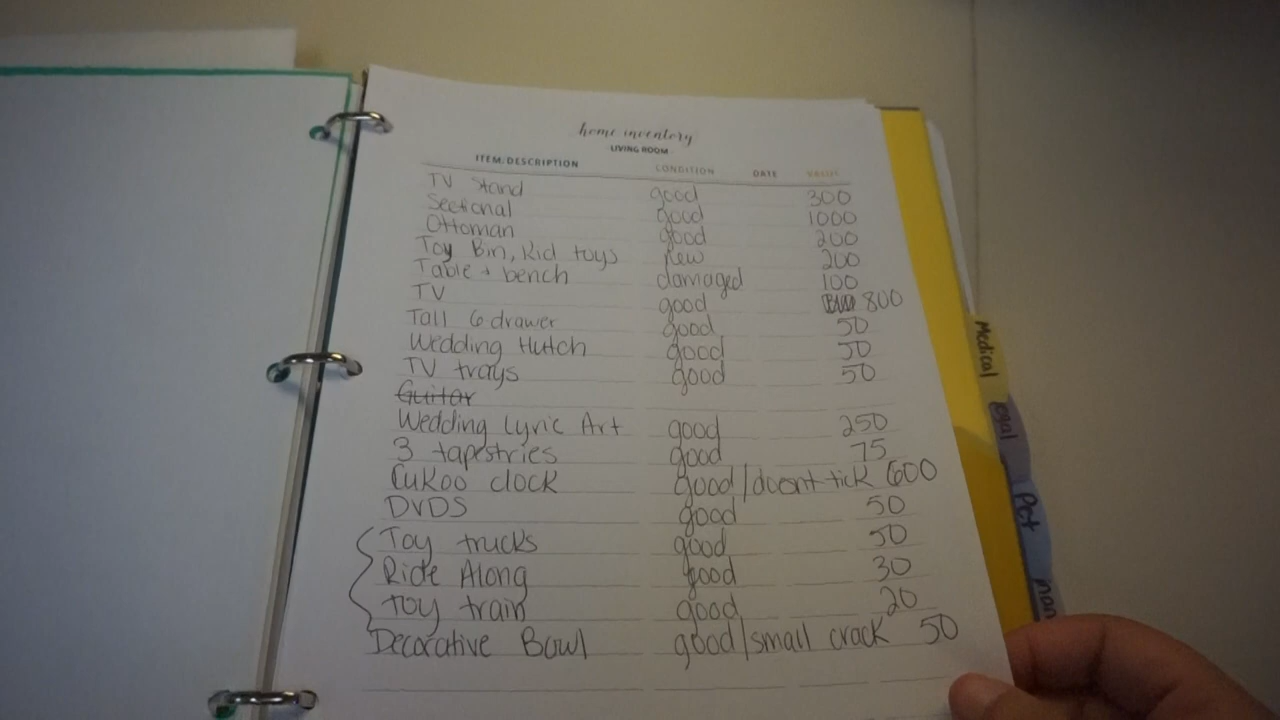 home inventory
LIVING ROOM
ITEM/DESCRIPTION CONDITION DATE VALUE
TV Stand good 300
Sectional good 1000
Ottoman good 200
Toy Bin, Kid toys new 200
Table + bench damaged 100
TV good 800
Tall 6 drawer good 50
Wedding Hutch good 50
TV trays good 50
Guitar
Wedding Lyric Art good 250
3 tapestries good 75
Cukoo clock good/doesnt tick 600
DVDS good 50
Toy trucks good 50
Ride Along good 30
toy train good 20
Decorative Bowl good/small crack 50
Medical
egal
Pet
man